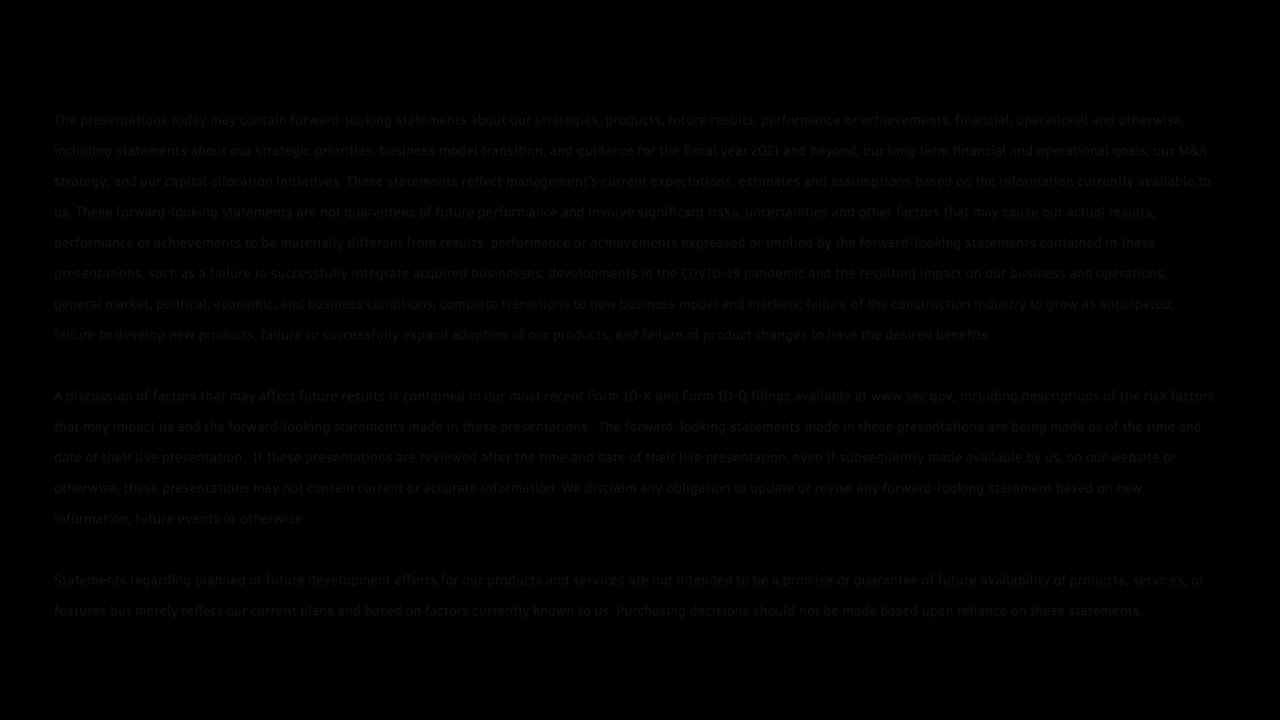 The presentations today may contain forward-looking statements about our strategies, products, future results, performance or achievements, financial, operational and otherwise,
including statements about our strategic priorities, business model transition, and guidance for the fiscal year 2021 and beyond; our long term financial and operational goals; our M&A
strategy; and our capital allocation initiatives. These statements reflect management's current expectations, estimates and assumptions based on the information currently available to
us. These forward-looking statements are not guarantees of future performance and involve significant risks, uncertainties and other factors that may cause our actual results,
performance or achievements to be materially different from results, performance or achievements expressed or implied by the forward-looking statements contained in these
presentations, such as a failure to successfully integrate acquired businesses; developments in the COVID-19 pandemic and the resulting impact on our business and operations;
general market, political, economic, and business conditions; complete transitions to new business model and markets; failure of the construction industry to grow as anticipated;
failure to develop new products; failure to successfully expand adoption of our products; and failure of product changes to have the desired benefits.
A discussion of factors that may affect future results is contained in our most recent Form 10-K and Form 10-Q filings available at www.sec.gov, including descriptions of the risk factors
that may impact us and the forward-looking statements made in these presentations. The forward-looking statements made in these presentations are being made as of the time and
date of their live presentation. If these presentations are reviewed after the time and date of their live presentation, even if subsequently made available by us, on our website or
otherwise, these presentations may not contain current or accurate information. We disclaim any obligation to update or revise any forward-looking statement based on new
information, future events or otherwise.
Statements regarding planned or future development efforts for our products and services are not intended to be a promise or guarantee of future availability of products, services, or
features but merely reflect our current plans and based on factors currently known to us. Purchasing decisions should not be made based upon reliance on these statements.